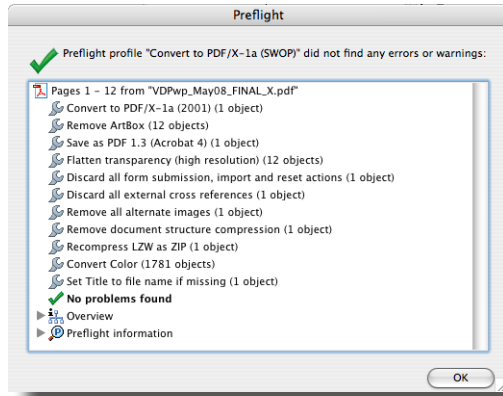 Preflight
Preflight profile "Convert to PDF/X-1a (SWOP)" did not find any errors or warnings:
Pages 1 - 12 from "VDPwp_May08_FINAL_X.pdf"
Convert to PDF/X-1a (2001) (1 object)
Remove ArtBox (12 objects)
Save as PDF 1.3 (Acrobat 4) (1 object)
Flatten transparency (high resolution) (12 objects)
Discard all form submission, import and reset actions (1 object)
Discard all external cross references (1 object)
Remove all alternate images (1 object)
Remove document structure compression (1 object)
Recompress LZW as ZIP (1 object)
Convert Color (1781 objects)
Set Title to file name if missing (1 object)
No problems found
Overview
Preflight information
OK